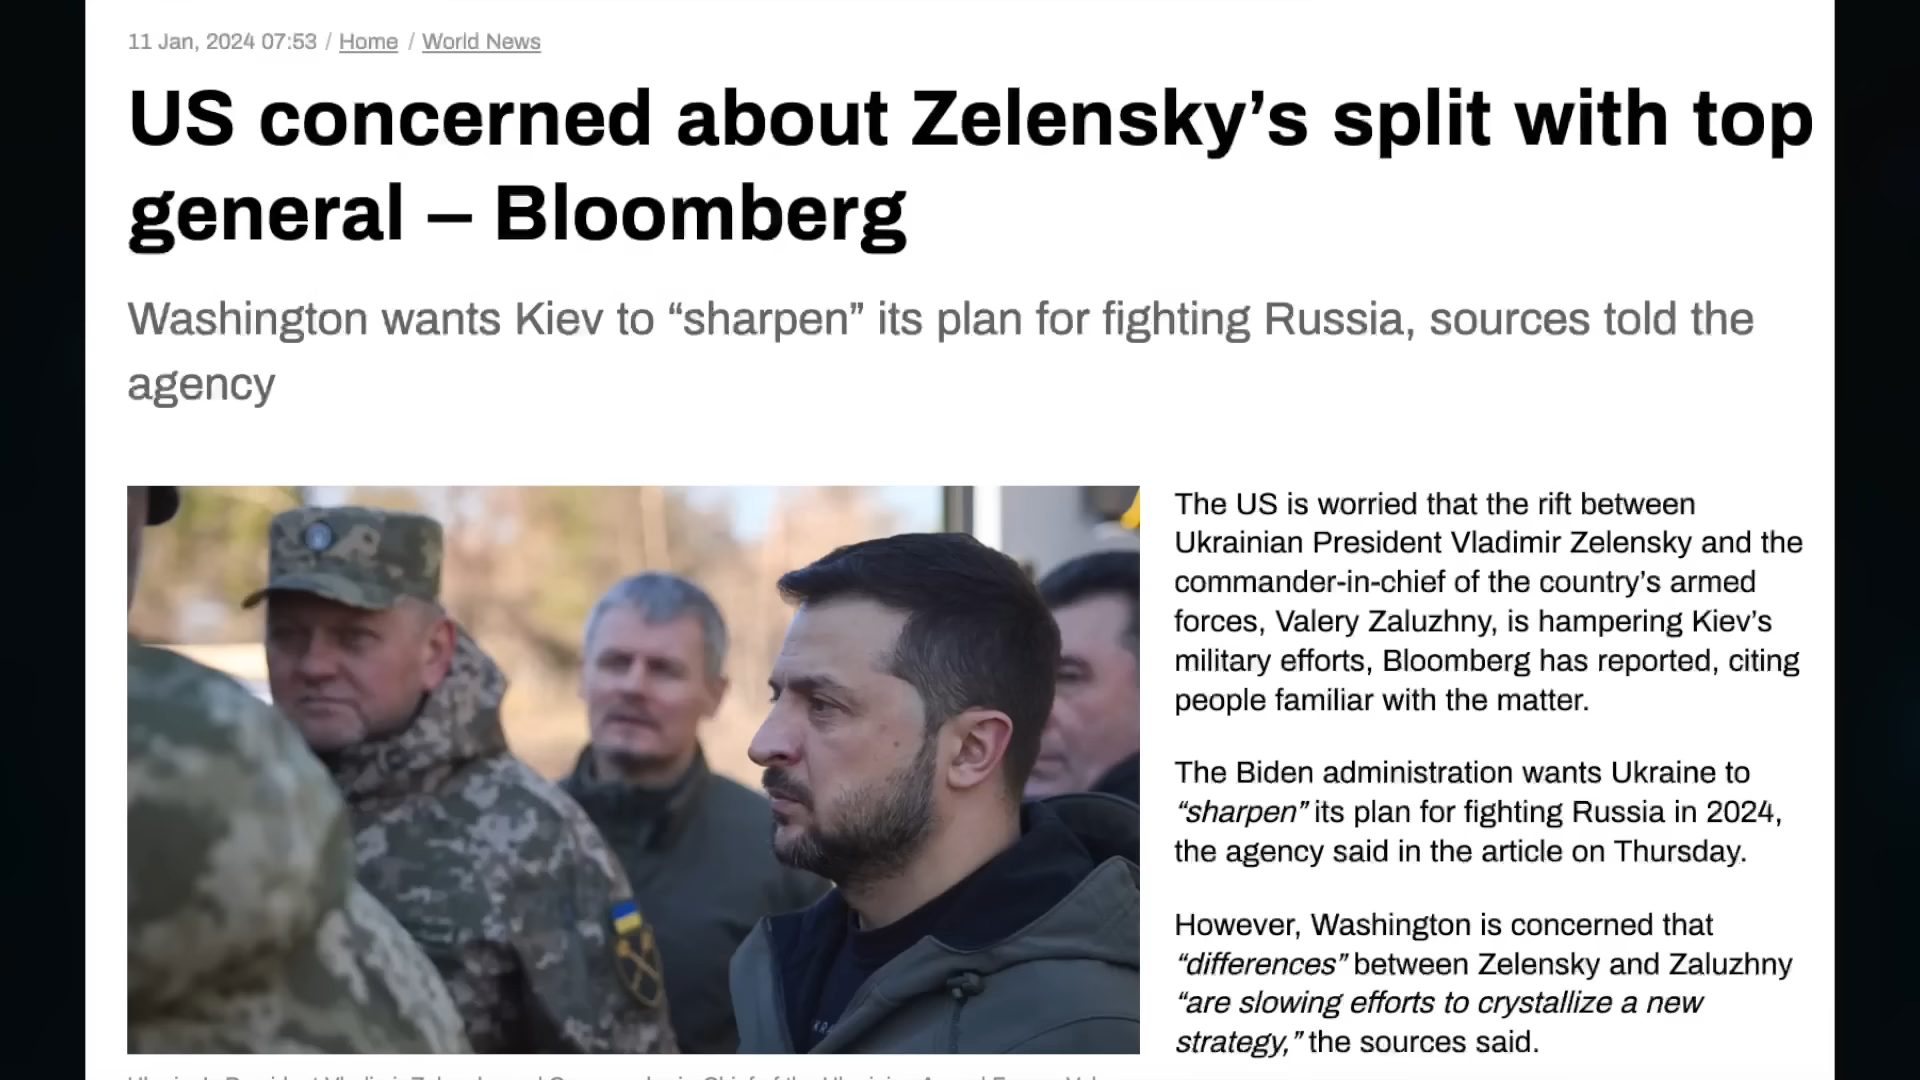 11 Jan, 2024 07:53 / Home / World News
US concerned about Zelensky’s split with top
general – Bloomberg
Washington wants Kiev to “sharpen” its plan for fighting Russia, sources told the
agency
The US is worried that the rift between
Ukrainian President Vladimir Zelensky and the
commander-in-chief of the country’s armed
forces, Valery Zaluzhny, is hampering Kiev’s
military efforts, Bloomberg has reported, citing
people familiar with the matter.
The Biden administration wants Ukraine to
“sharpen” its plan for fighting Russia in 2024,
the agency said in the article on Thursday.
However, Washington is concerned that
“differences” between Zelensky and Zaluzhny
“are slowing efforts to crystallize a new
strategy,” the sources said.